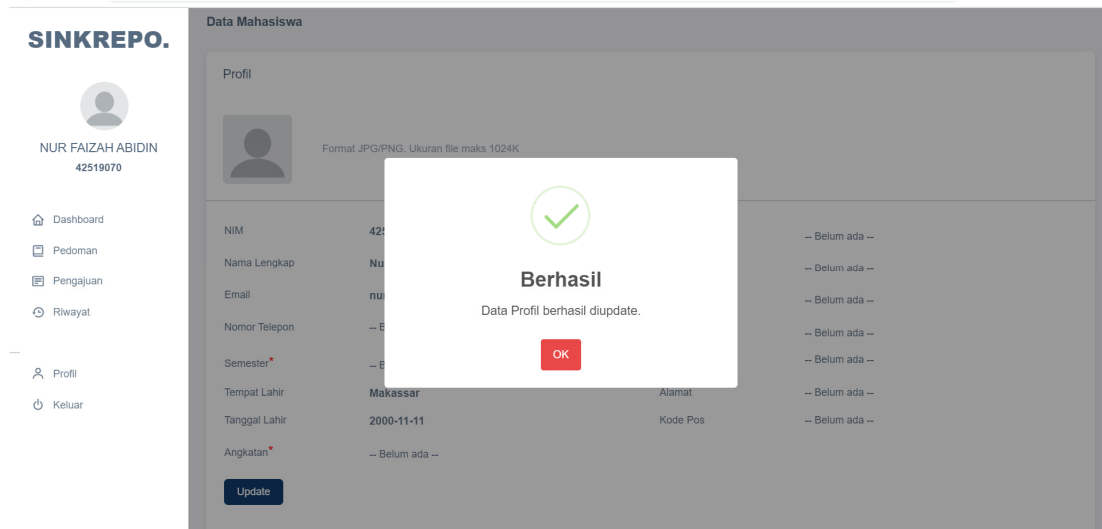 SINKREPO.
NUR FAIZAH ABIDIN
42519070
Dashboard
Pedoman
Pengajuan
Riwayat
Profil
Keluar
Data Mahasiswa
Profil
Format JPG/PNG. Ukuran file maks 1024K
NIM -- Belum ada --
Nama Lengkap -- Belum ada --
Email -- Belum ada --
Nomor Telepon -- Belum ada --
Semester* -- Belum ada --
Tempat Lahir Makassar Alamat -- Belum ada --
Tanggal Lahir 2000-11-11 Kode Pos -- Belum ada --
Angkatan* -- Belum ada --
Update
Berhasil
Data Profil berhasil diupdate.
OK